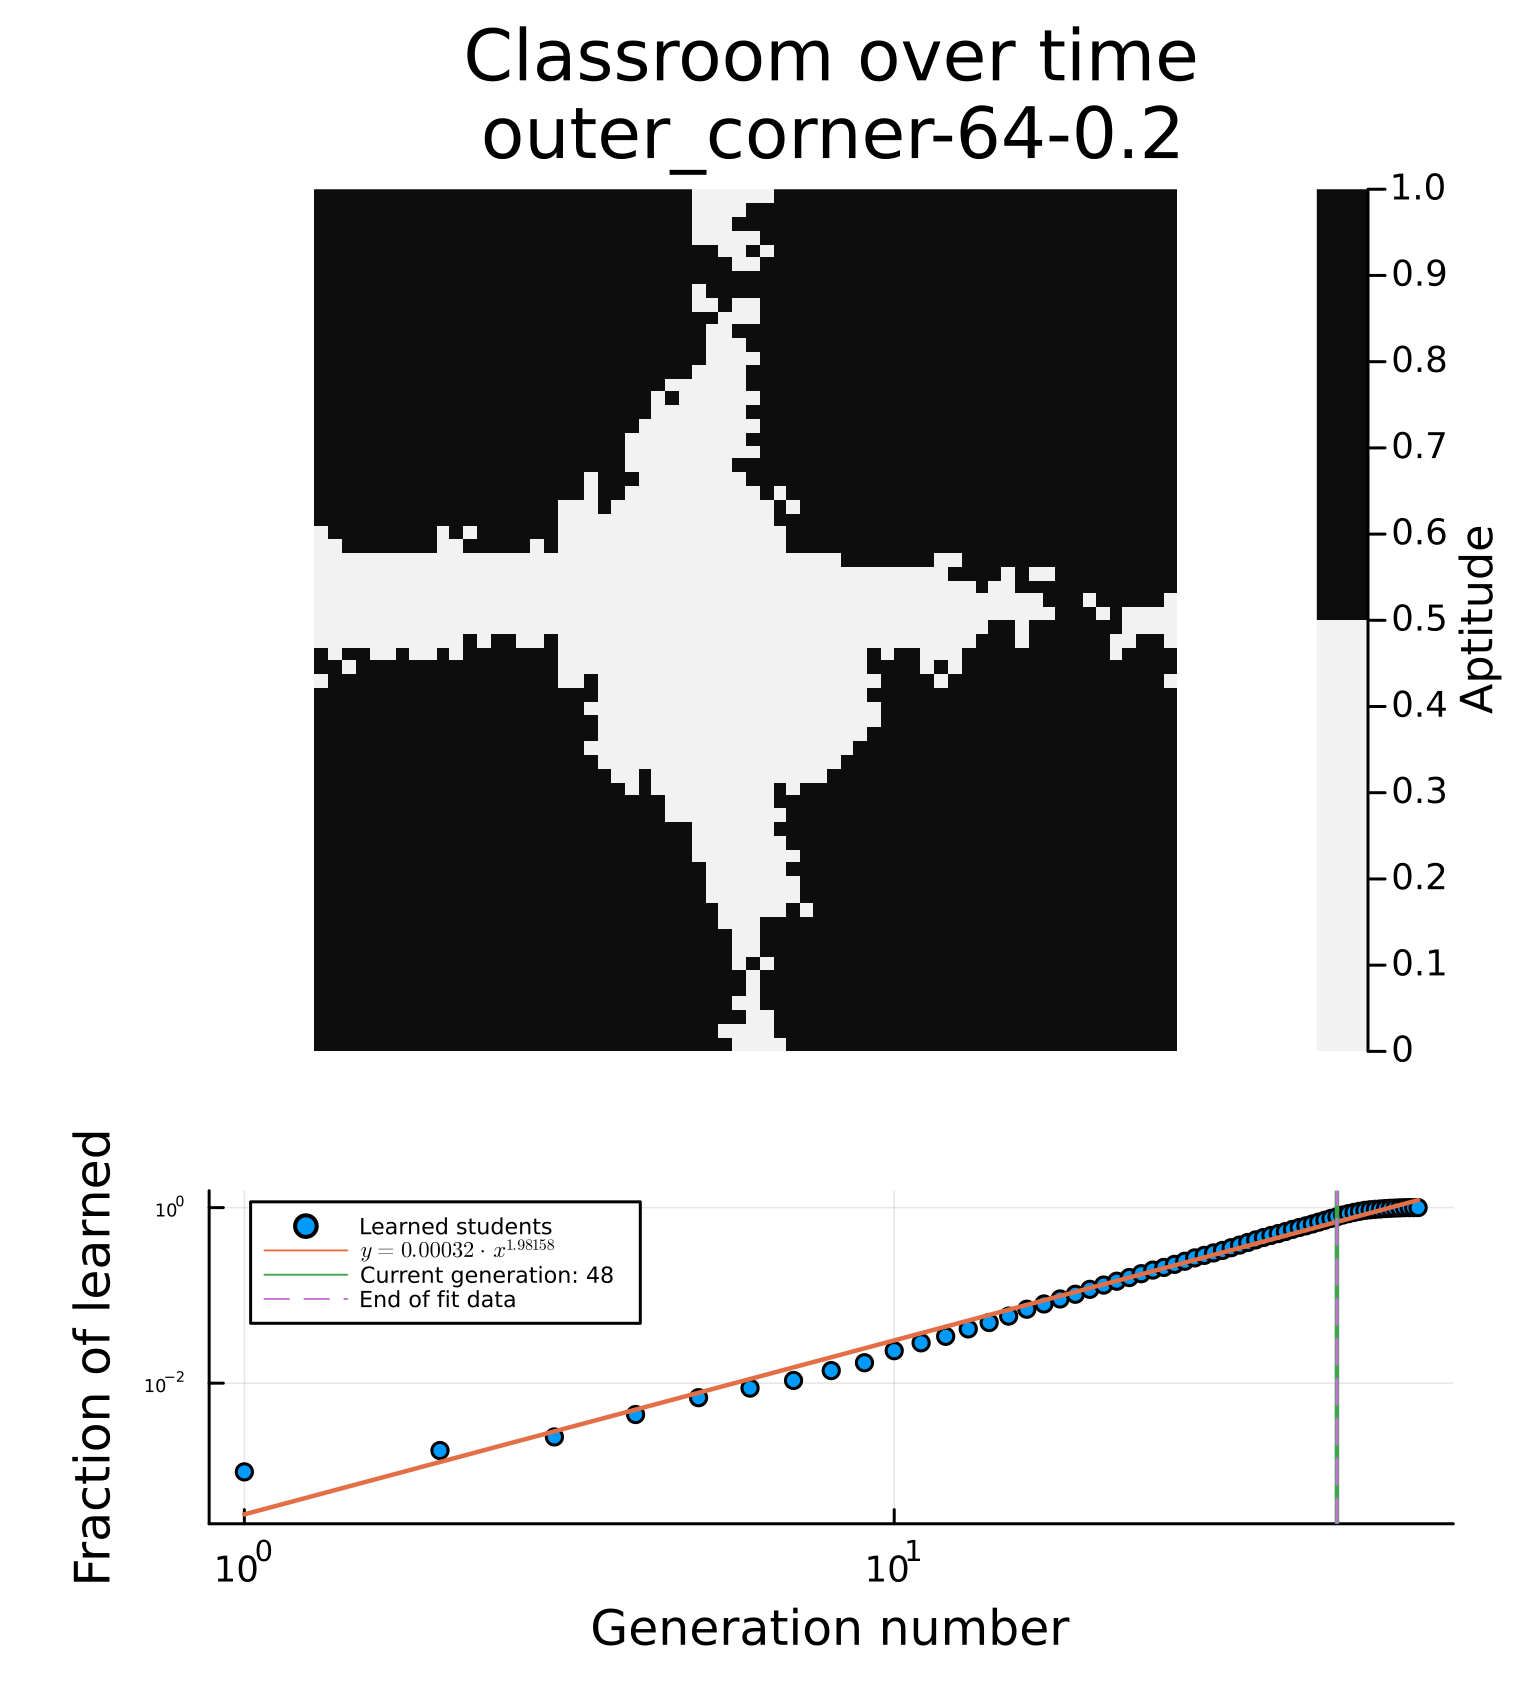 Classroom over time
outer_corner-64-0.2
1.0
0.9
0.8
0.7
0.6
0.5
0.4
0.3
0.2
0.1
0
Aptitude
Fraction of learned
10⁰
10⁻²
Learned students
y = 0.00032 · x^1.98158
Current generation: 48
End of fit data
10⁰
10¹
Generation number